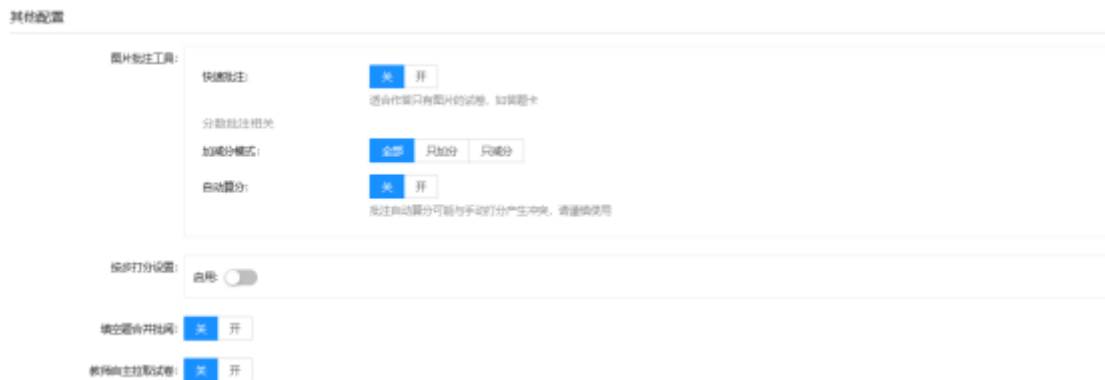 其他配置
图片批注工具:
快速批注: 关 开
适合作答只有图片的试卷，如答题卡
分数批注相关
加减分模式: 全部 只加分 只减分
自动算分: 关 开
批注自动算分可能与手动打分产生冲突，请谨慎使用
按步打分设置: 启用:
填空题合并批阅: 关 开
教师自主拉取试卷: 关 开